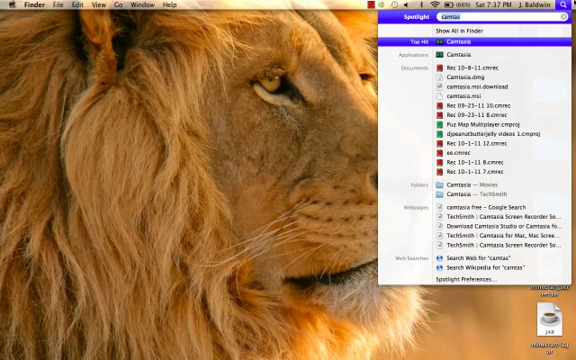 Finder File Edit View Go Window Help
Sat 7:37 PM J. Baldwin
Spotlight camtas
Show All in Finder
Top Hit Camtasia
Applications Camtasia
Documents Rec 10-8-11.cmrec
Camtasia.dmg
camtasia.msi.download
camtasia.msi
Rec 09-23-11 10.cmrec
Rec 09-23-11 8.cmrec
Puz Map Multiplayer.cmproj
djpeanutbutterjelly videos 1.cmproj
Rec 10-1-11 12.cmrec
ee.cmrec
Rec 10-1-11 8.cmrec
Rec 10-1-11 7.cmrec
Folders Camtasia — Movies
Camtasia — TechSmith
Webpages camtasia free - Google Search
TechSmith | Camtasia Screen Recorder So...
Download Camtasia Studio or Camtasia fo...
TechSmith | Camtasia for Mac, Mac Scree...
TechSmith | Camtasia Screen Recorder So...
Web Searches Search Web for "camtas"
Search Wikipedia for "camtas"
Spotlight Preferences...
JAR